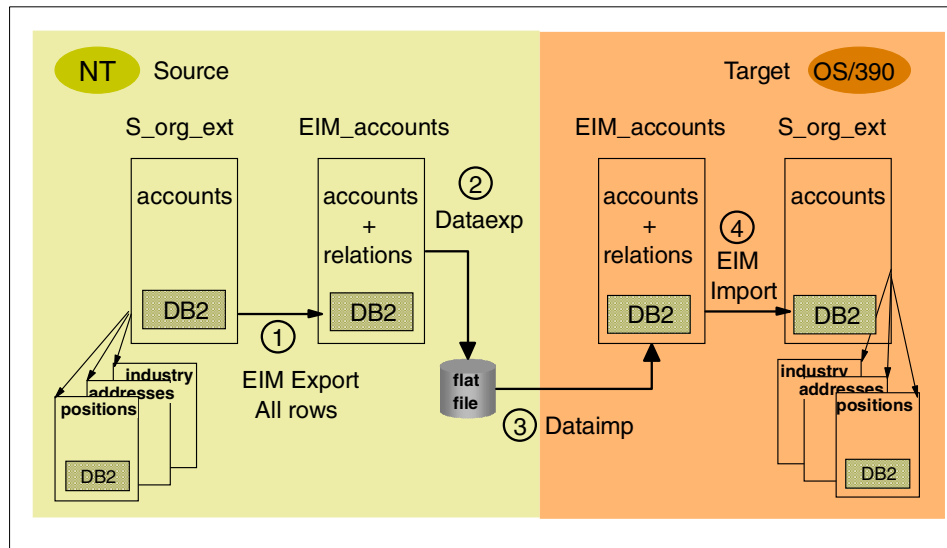 NT
Source
Target
OS/390
S_org_ext
EIM_accounts
EIM_accounts
S_org_ext
accounts
accounts
+
relations
DB2
DB2
2
Dataexp
accounts
+
relations
accounts
4
EIM
Import
DB2
DB2
1
EIM Export
All rows
industry
addresses
positions
DB2
flat
file
3 Dataimp
industry
addresses
positions
DB2